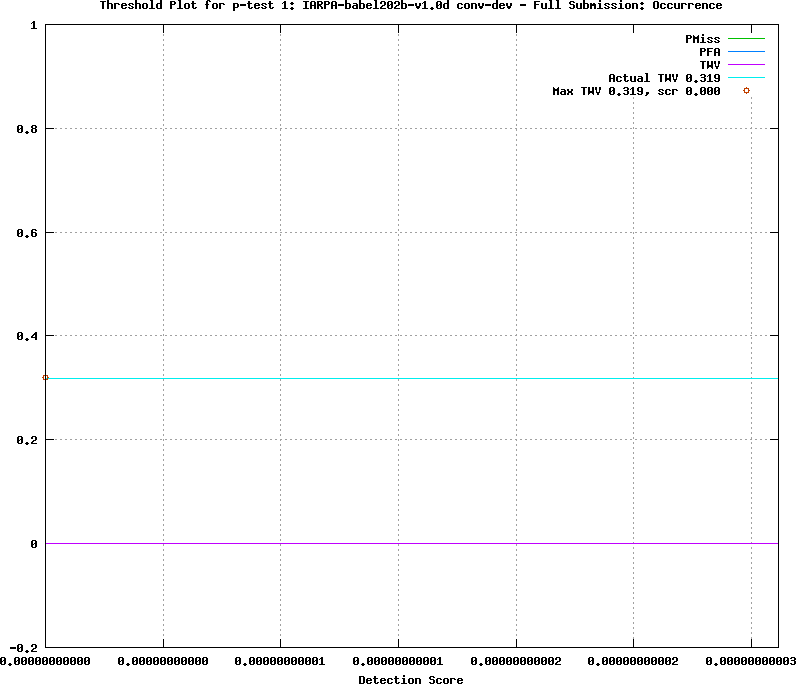 Threshold Plot for p-test 1: IARPA-babel202b-v1.0d conv-dev - Full Submission: Occurrence
1
PMiss
PFA
TWV
Actual TWV 0.319
Max TWV 0.319, scr 0.000
0.8
0.6
0.4
0.2
0
-0.2
0.00000000000 0.00000000000 0.00000000001 0.00000000001 0.00000000002 0.00000000002 0.00000000003
Detection Score